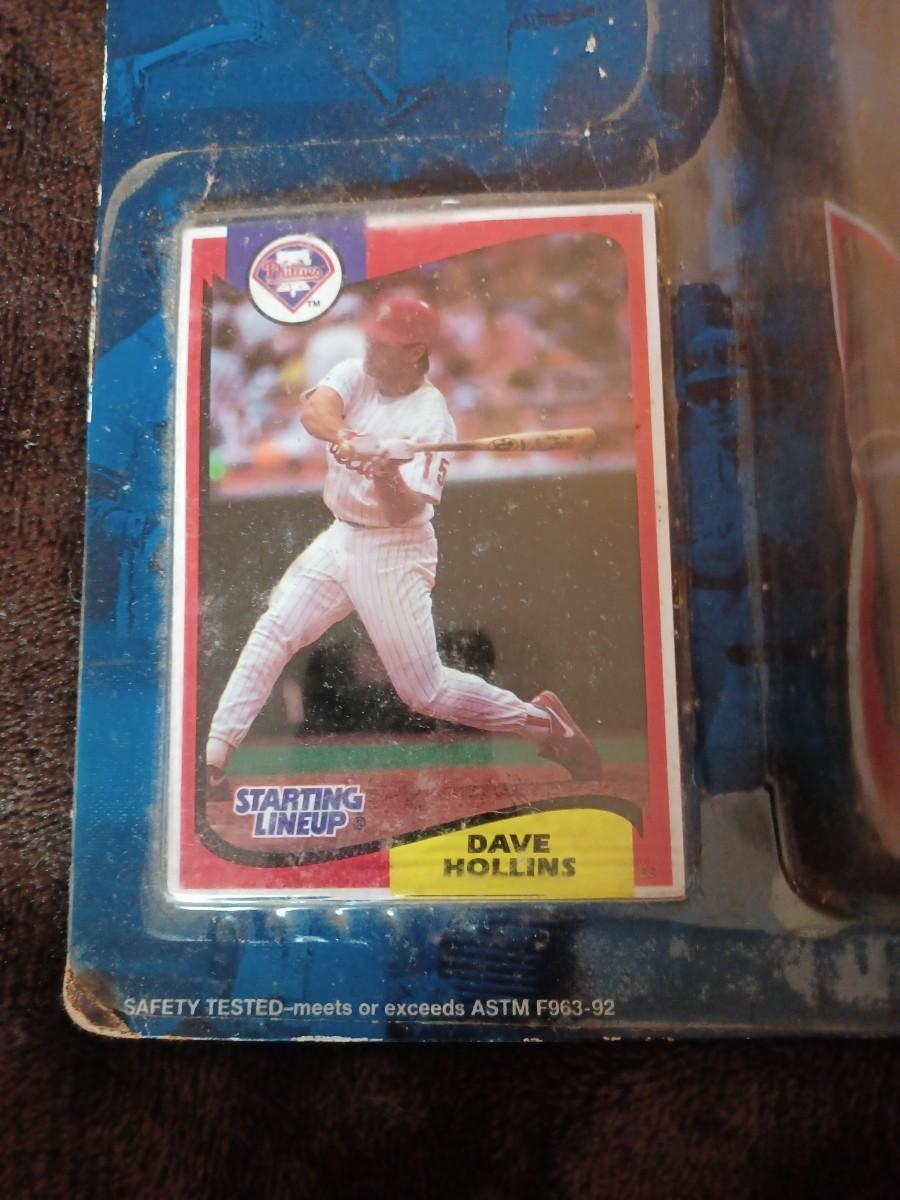 Phillies
TM
15
STARTING
LINEUP®
DAVE
HOLLINS
SAFETY TESTED–meets or exceeds ASTM F963-92